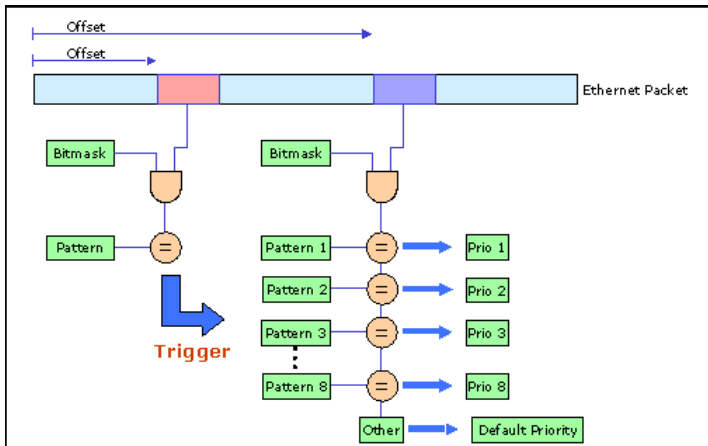 Offset
Offset
Ethernet Packet
Bitmask
Bitmask
Pattern
=
Pattern 1
=
Prio 1
Pattern 2
=
Prio 2
Trigger
Pattern 3
=
Prio 3
Pattern 8
=
Prio 8
Other
Default Priority